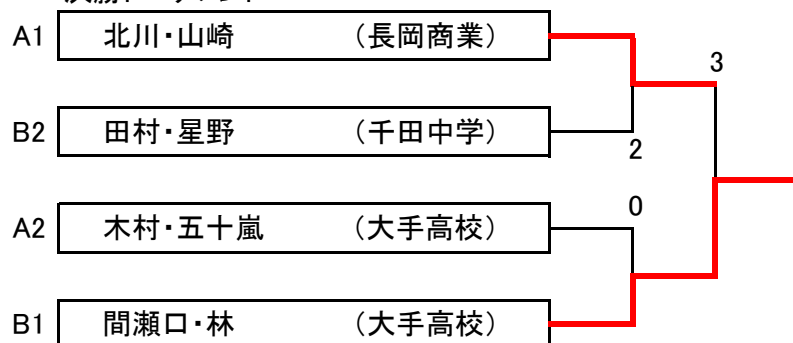 A1 北川・山崎 (長岡商業)
3
B2 田村・星野 (千田中学)
2
A2 木村・五十嵐 (大手高校)
0
B1 間瀬口・林 (大手高校)